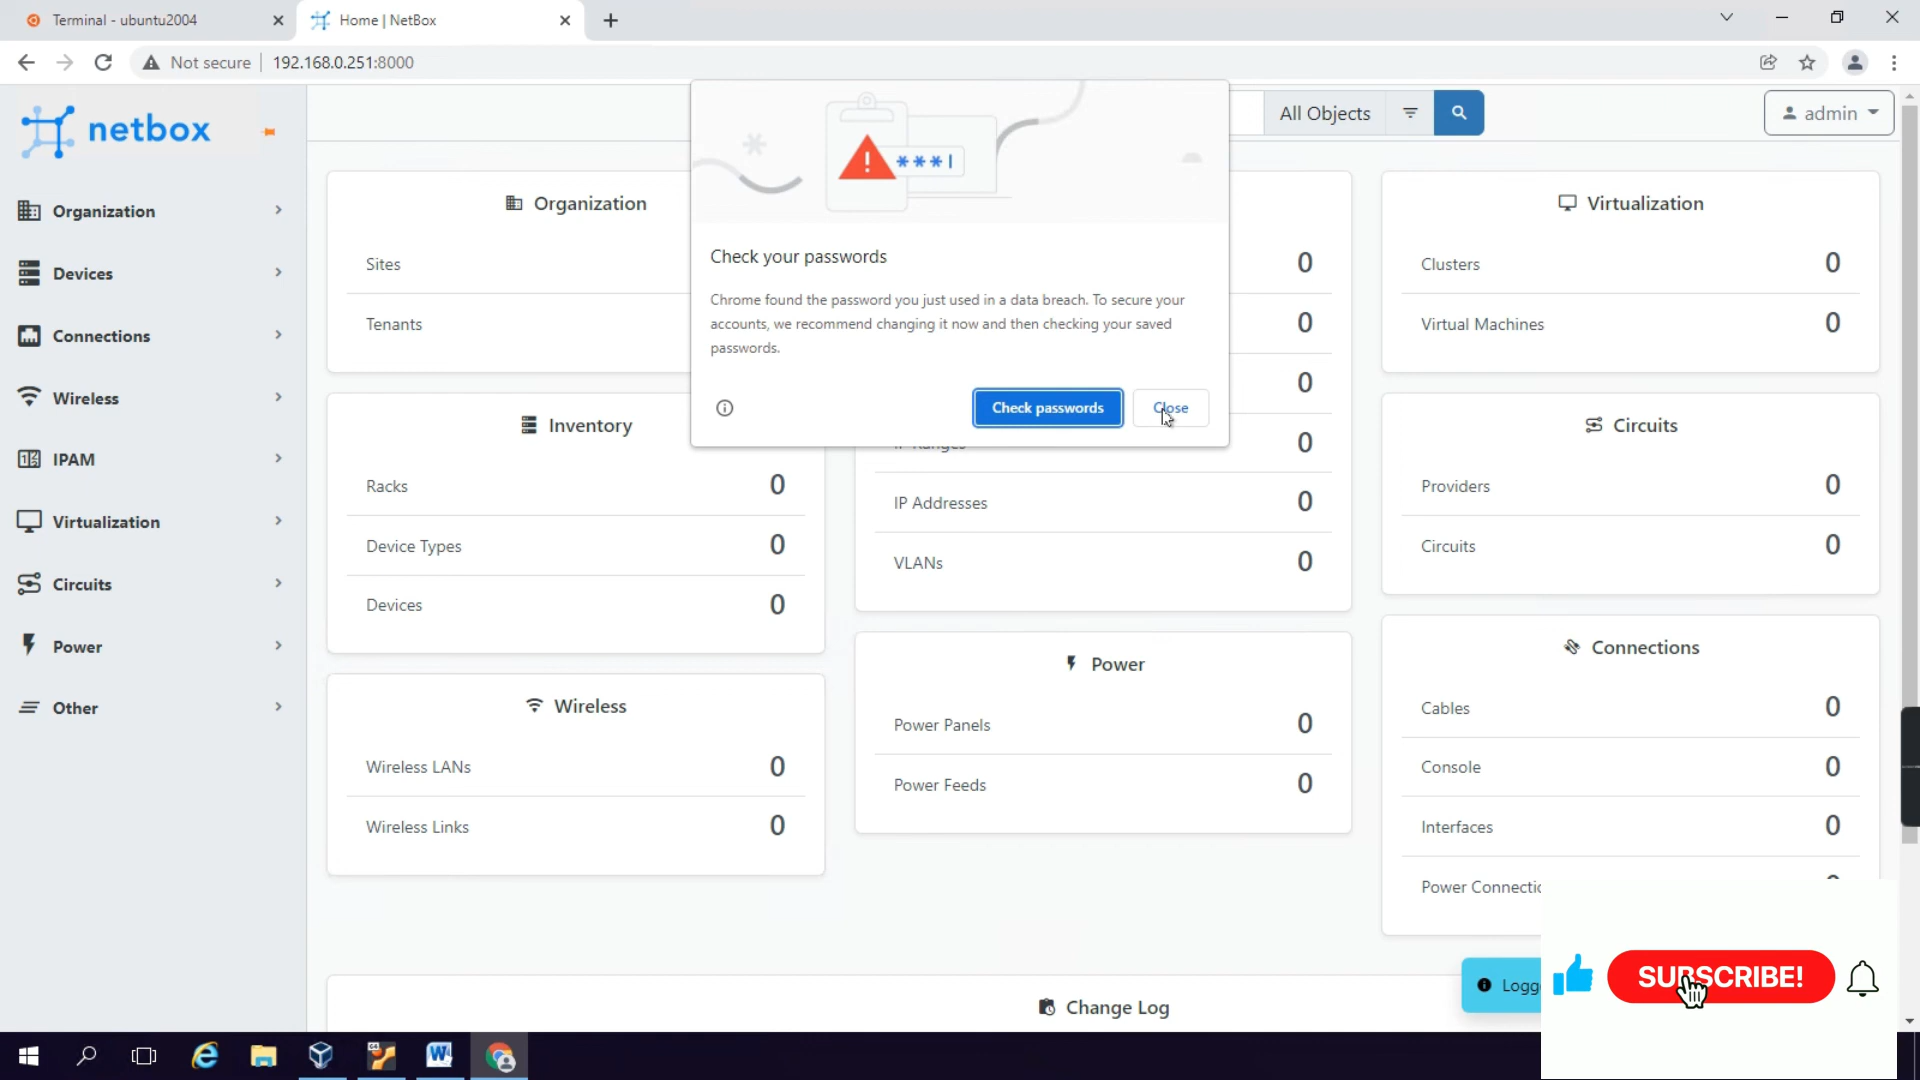 Terminal - ubuntu2004
Home | NetBox
Not secure
192.168.0.251:8000
netbox
All Objects
admin
Organization
Devices
Connections
Wireless
IPAM
Virtualization
Circuits
Power
Other
Organization
Sites
Tenants
Inventory
Racks 0
Device Types 0
Devices 0
Wireless
Wireless LANs 0
Wireless Links 0
***|
Check your passwords
Chrome found the password you just used in a data breach. To secure your
accounts, we recommend changing it now and then checking your saved
passwords.
Check passwords
Close
0
0
0
IP Ranges 0
IP Addresses 0
VLANs 0
Power
Power Panels 0
Power Feeds 0
Virtualization
Clusters 0
Virtual Machines 0
Circuits
Providers 0
Circuits 0
Connections
Cables 0
Console 0
Interfaces 0
Power
Change Log
SUBSCRIBE!